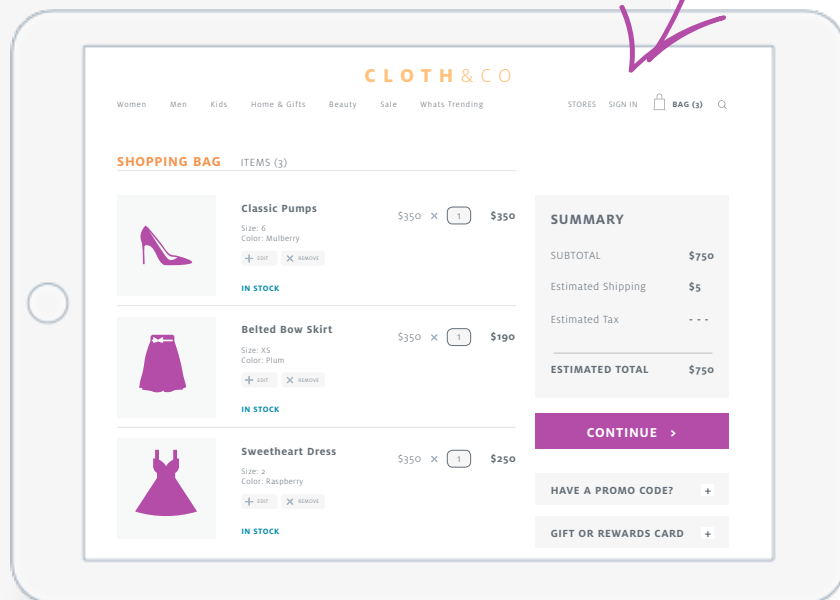 CLOTH&CO
Women Men Kids Home & Gifts Beauty Sale Whats Trending STORES SIGN IN BAG (3)
SHOPPING BAG ITEMS (3)
Classic Pumps $350 × 1 $350
Size: 6
Color: Mulberry
EDIT REMOVE
IN STOCK
Belted Bow Skirt $350 × 1 $190
Size: XS
Color: Plum
EDIT REMOVE
IN STOCK
Sweetheart Dress $350 × 1 $250
Size: 2
Color: Raspberry
EDIT REMOVE
IN STOCK
SUMMARY
SUBTOTAL $750
Estimated Shipping $5
Estimated Tax - - -
ESTIMATED TOTAL $750
CONTINUE >
HAVE A PROMO CODE? +
GIFT OR REWARDS CARD +